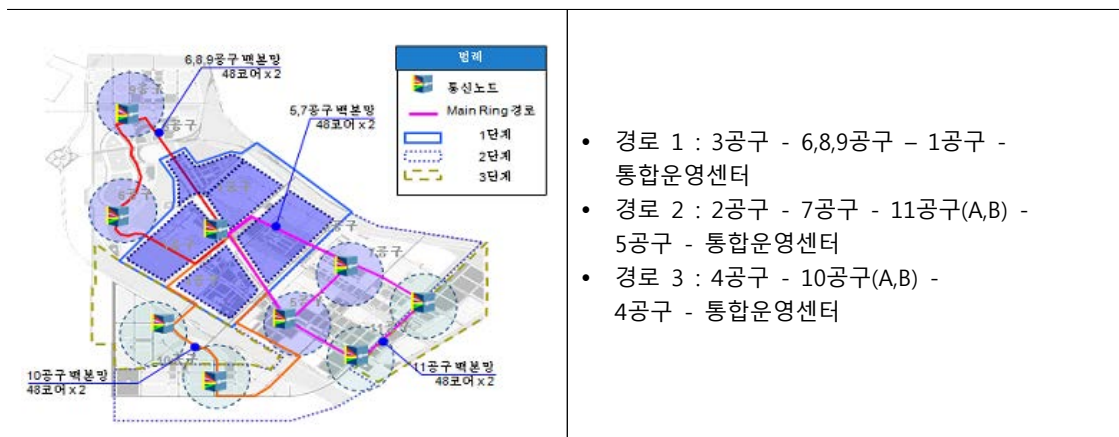 6,8,9공구 백본망
48코어 x 2
5,7공구 백본망
48코어 x 2
범례
통신노드
Main Ring 경로
1단계
2단계
3단계
10공구 백본망
48코어 x 2
11공구 백본망
48코어 x 2
• 경로 1 : 3공구 - 6,8,9공구 – 1공구 -
통합운영센터
• 경로 2 : 2공구 - 7공구 - 11공구(A,B) -
5공구 - 통합운영센터
• 경로 3 : 4공구 - 10공구(A,B) -
4공구 - 통합운영센터